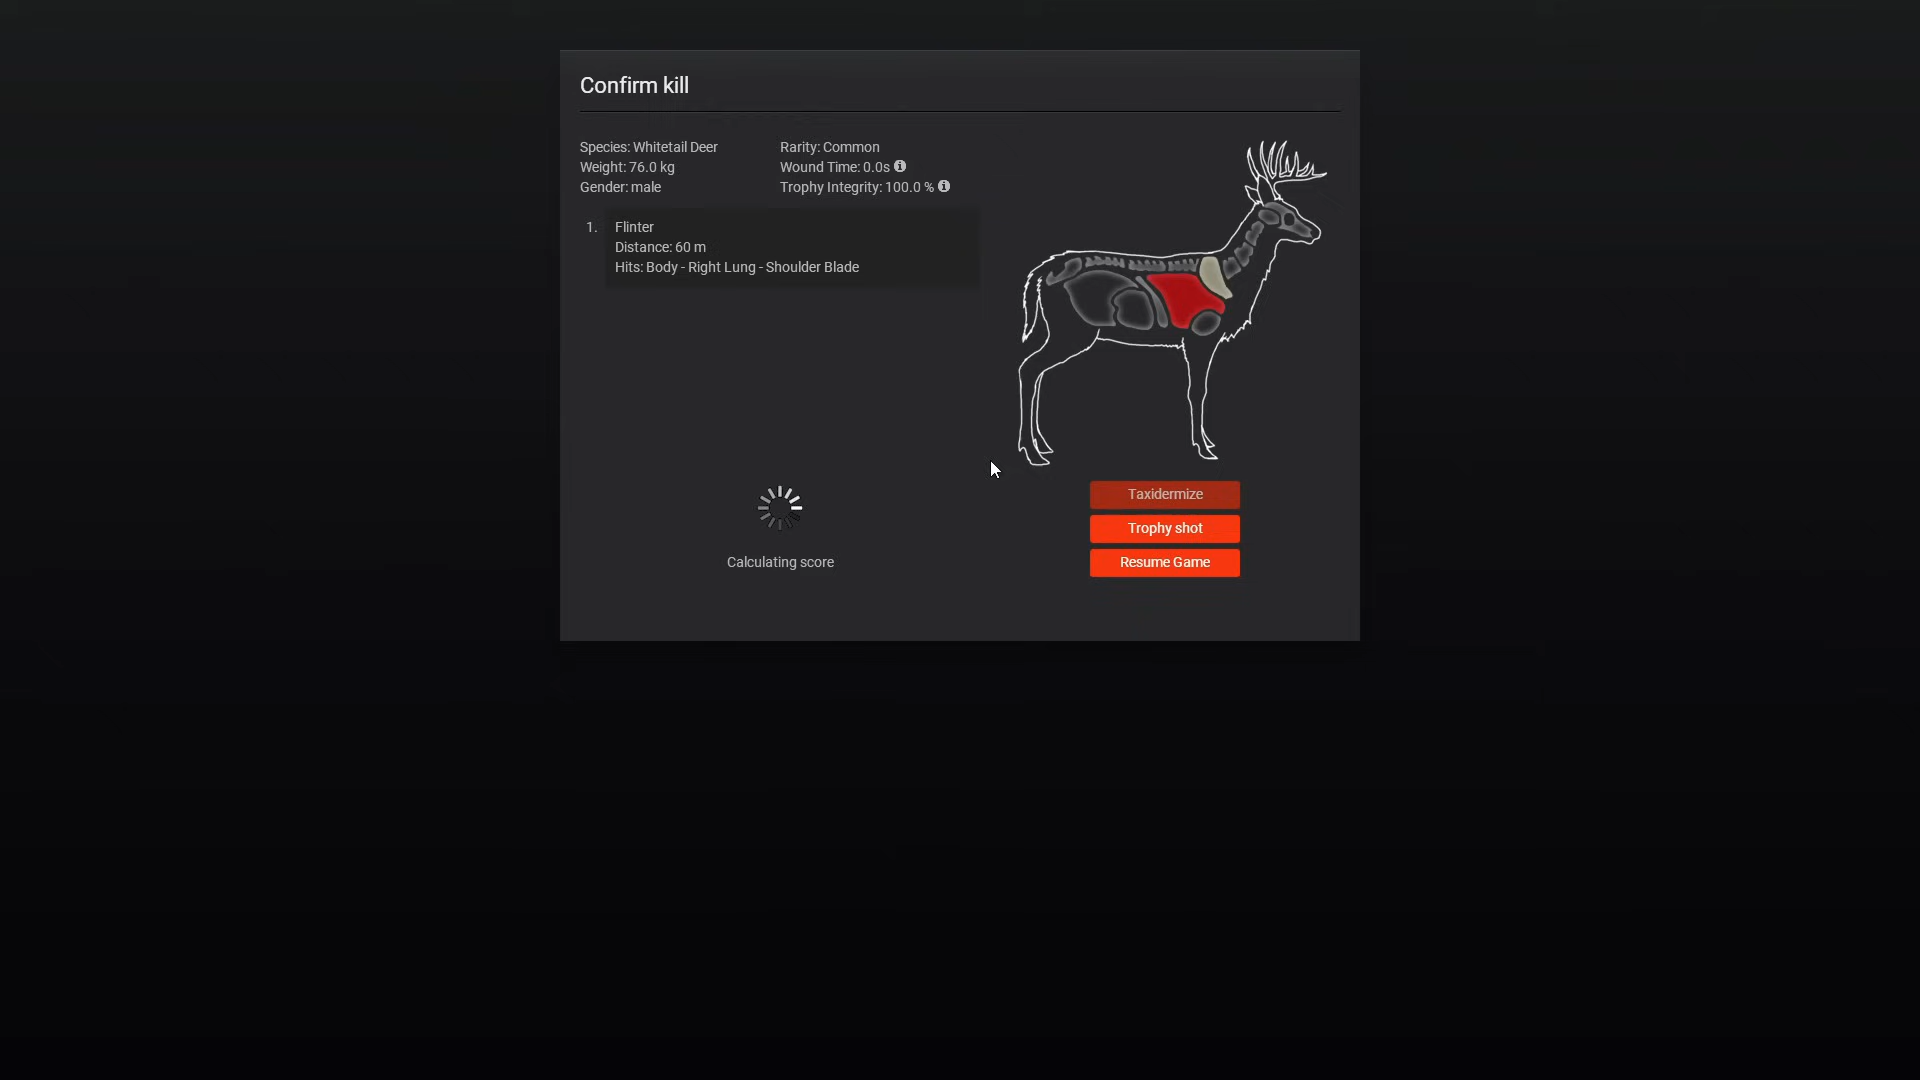 Confirm kill
Species: Whitetail Deer
Weight: 76.0 kg
Gender: male
Rarity: Common
Wound Time: 0.0s
Trophy Integrity: 100.0 %
1.
Flinter
Distance: 60 m
Hits: Body - Right Lung - Shoulder Blade
Calculating score
Taxidermize
Trophy shot
Resume Game